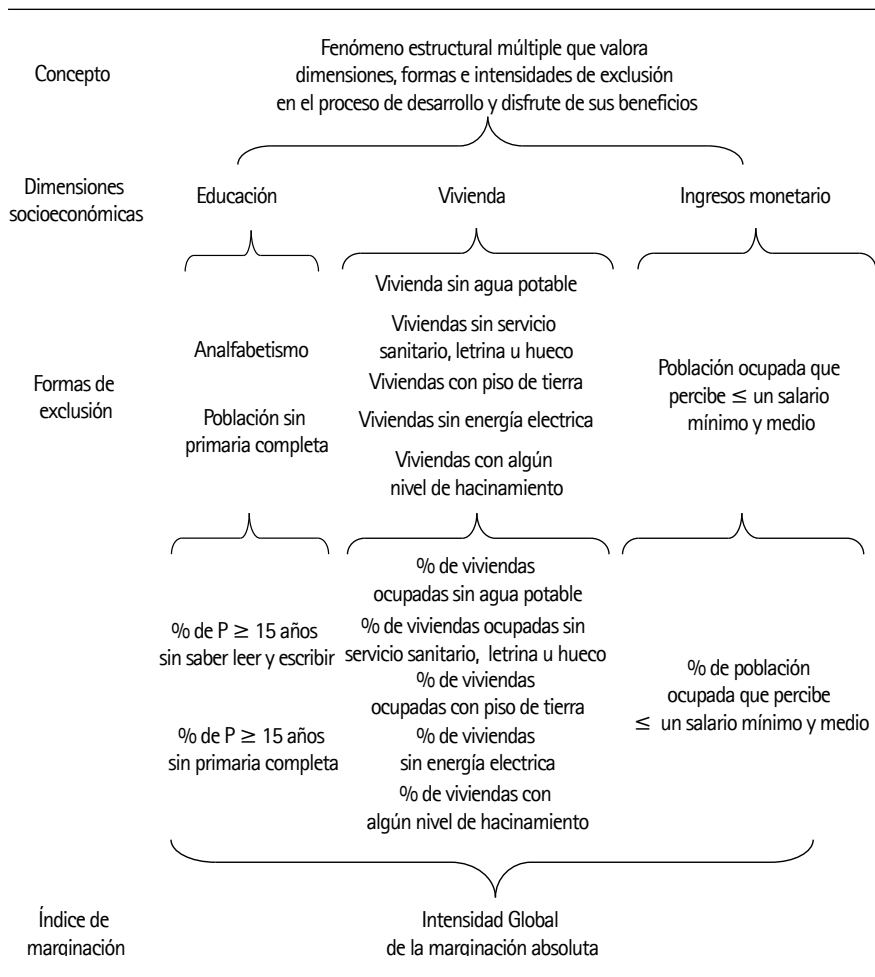 Concepto
Fenómeno estructural múltiple que valora
dimensiones, formas e intensidades de exclusión
en el proceso de desarrollo y disfrute de sus beneficios
Dimensiones
socioeconómicas
Educación
Vivienda
Ingresos monetario
Formas de
exclusión
Analfabetismo
Población sin
primaria completa
Vivienda sin agua potable
Viviendas sin servicio
sanitario, letrina u hueco
Viviendas con piso de tierra
Viviendas sin energía electrica
Viviendas con algún
nivel de hacinamiento
Población ocupada que
percibe ≤ un salario
mínimo y medio
% de P ≥ 15 años
sin saber leer y escribir
% de P ≥ 15 años
sin primaria completa
% de viviendas
ocupadas sin agua potable
% de viviendas ocupadas sin
servicio sanitario, letrina u hueco
% de viviendas
ocupadas con piso de tierra
% de viviendas
sin energía electrica
% de viviendas con
algún nivel de hacinamiento
% de población
ocupada que percibe
≤ un salario mínimo y medio
Índice de
marginación
Intensidad Global
de la marginación absoluta